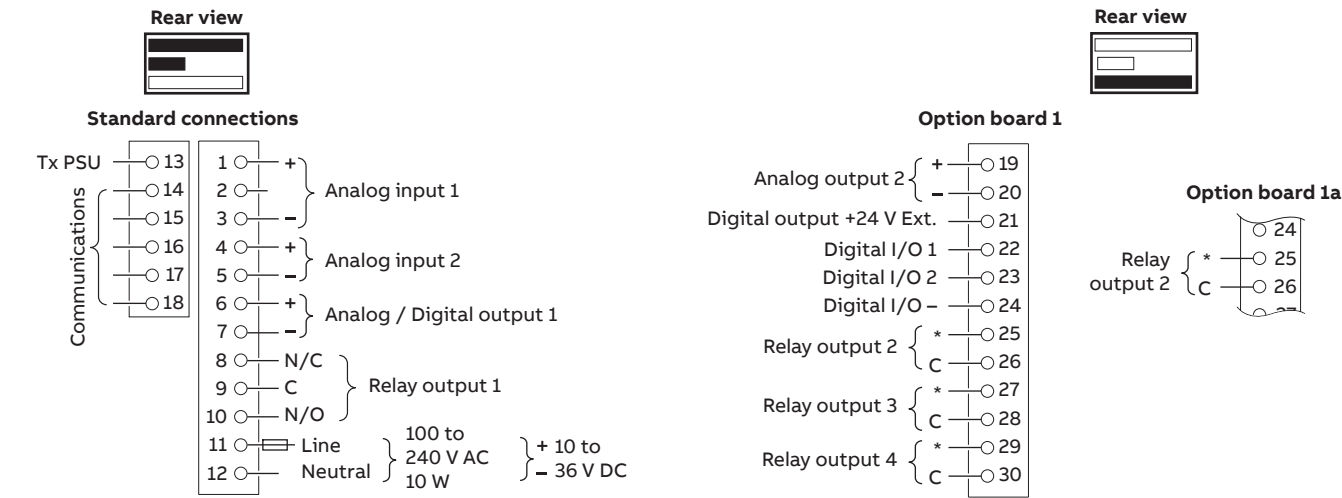 Rear view
Standard connections
Tx PSU 13
14
15
16
17
18
Communications
1 +
2
3 –
Analog input 1
4 +
5 –
Analog input 2
6 +
7 –
Analog / Digital output 1
8 N/C
9 C
10 N/O
Relay output 1
11 Line
12 Neutral
100 to
240 V AC
10 W
+ 10 to
– 36 V DC
Rear view
Option board 1
Analog output 2
+ 19
– 20
Digital output +24 V Ext. 21
Digital I/O 1 22
Digital I/O 2 23
Digital I/O – 24
Relay output 2
* 25
C 26
Relay output 3
* 27
C 28
Relay output 4
* 29
C 30
Option board 1a
24
Relay
output 2
* 25
C 26